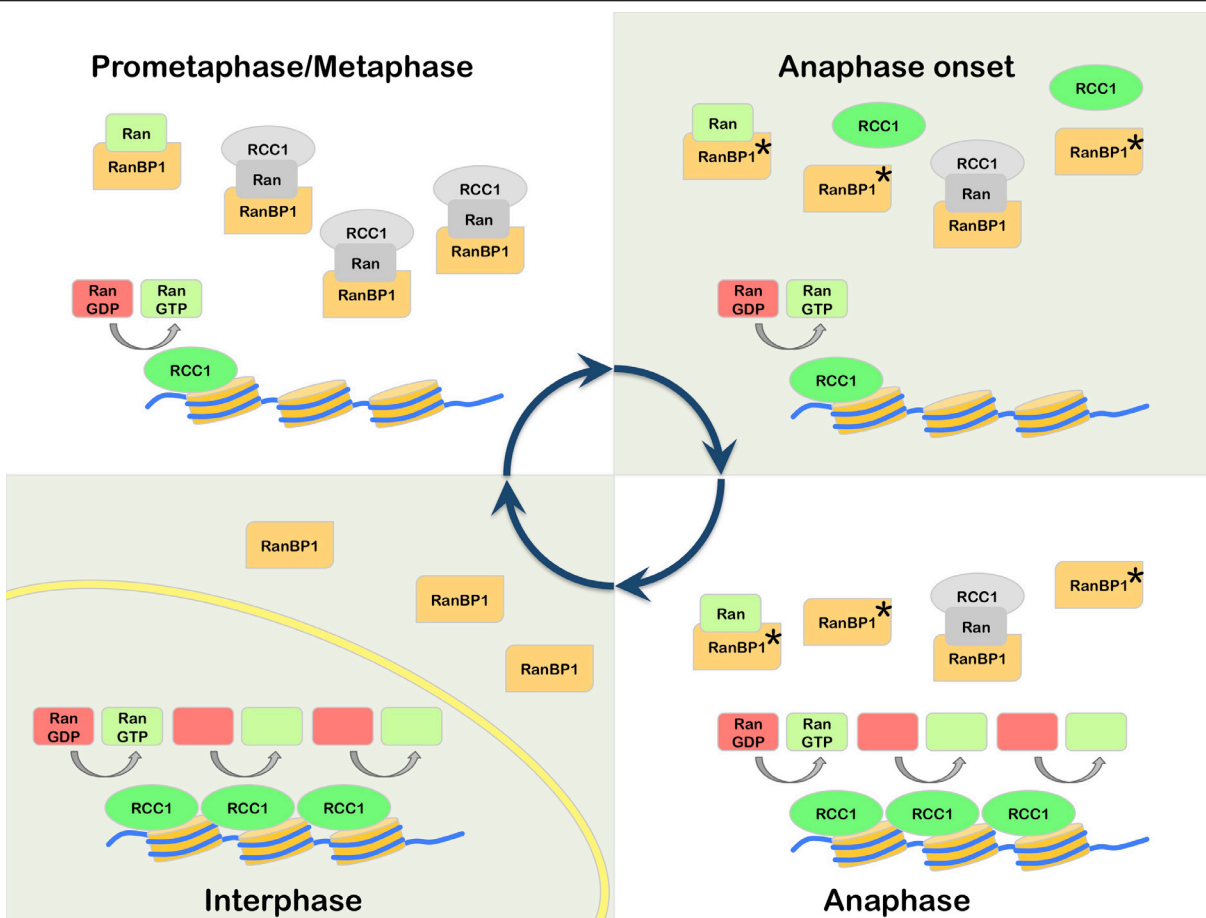 Prometaphase/Metaphase
Ran
RanBP1
RCC1
Ran
RanBP1
RCC1
Ran
RanBP1
RCC1
Ran
RanBP1
Ran
GDP
Ran
GTP
RCC1
Anaphase onset
Ran
RanBP1*
RCC1
RanBP1*
RCC1
Ran
RanBP1
RCC1
RanBP1*
Ran
GDP
Ran
GTP
RCC1
RanBP1
RanBP1
RanBP1
Ran
GDP
Ran
GTP
RCC1
RCC1
RCC1
Interphase
Ran
RanBP1*
RanBP1*
RCC1
Ran
RanBP1
RanBP1*
Ran
GDP
Ran
GTP
RCC1
RCC1
RCC1
Anaphase